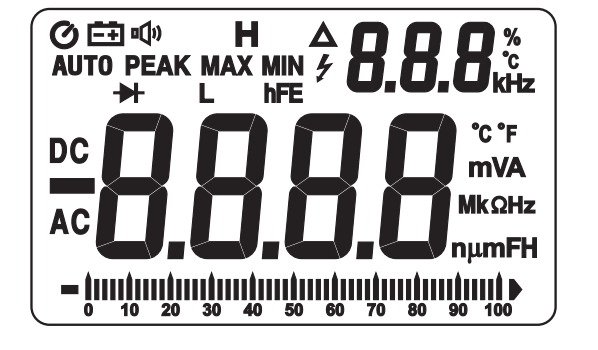 H 8.8.8 %
°C
AUTO PEAK MAX MIN kHz
L hFE
DC 8.8.8.8 °C °F
mVA
AC MkΩHz
nμmFH
0 10 20 30 40 50 60 70 80 90 100